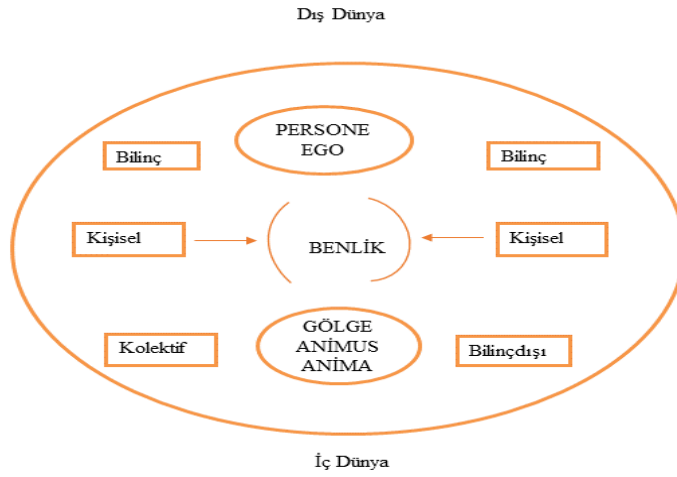 Dış Dünya
PERSONE
EGO
Bilinç
Bilinç
Kişisel
BENLİK
Kişisel
Kolektif
GÖLGE
ANİMUS
ANİMA
Bilinçdışı
İç Dünya